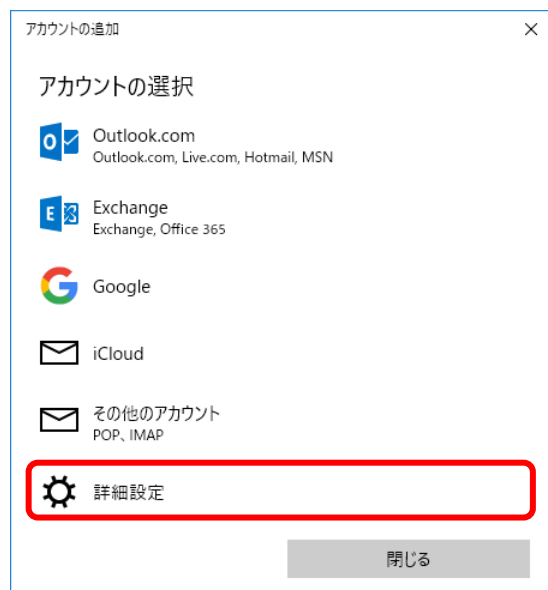 アカウントの追加
アカウントの選択
Outlook.com
Outlook.com, Live.com, Hotmail, MSN
Exchange
Exchange, Office 365
Google
iCloud
その他のアカウント
POP、IMAP
詳細設定
閉じる